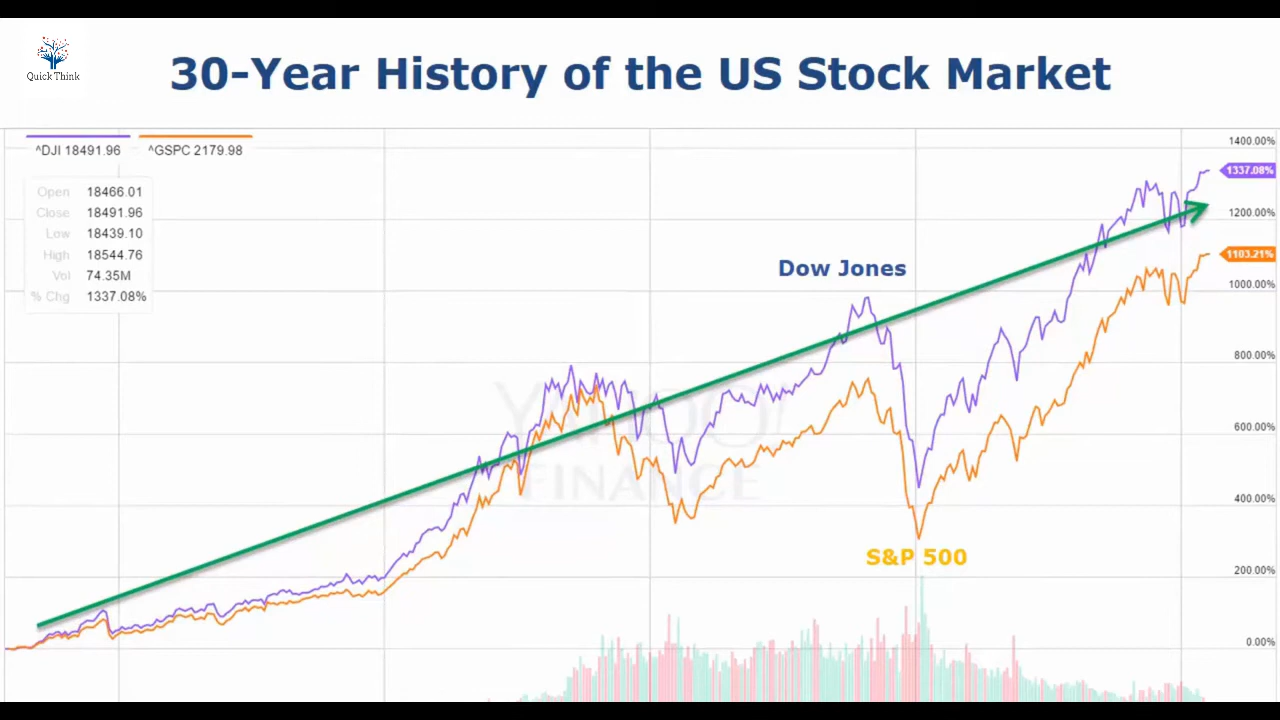 Quick Think
30-Year History of the US Stock Market
^DJI 18491.96
^GSPC 2179.98
Open 18466.01
Close 18491.96
Low 18439.10
High 18544.76
Vol 74.35M
% Chg 1337.08%
1400.00%
1337.08%
1200.00%
1103.21%
1000.00%
800.00%
600.00%
400.00%
200.00%
0.00%
Dow Jones
YAHOO!
FINANCE
S&P 500